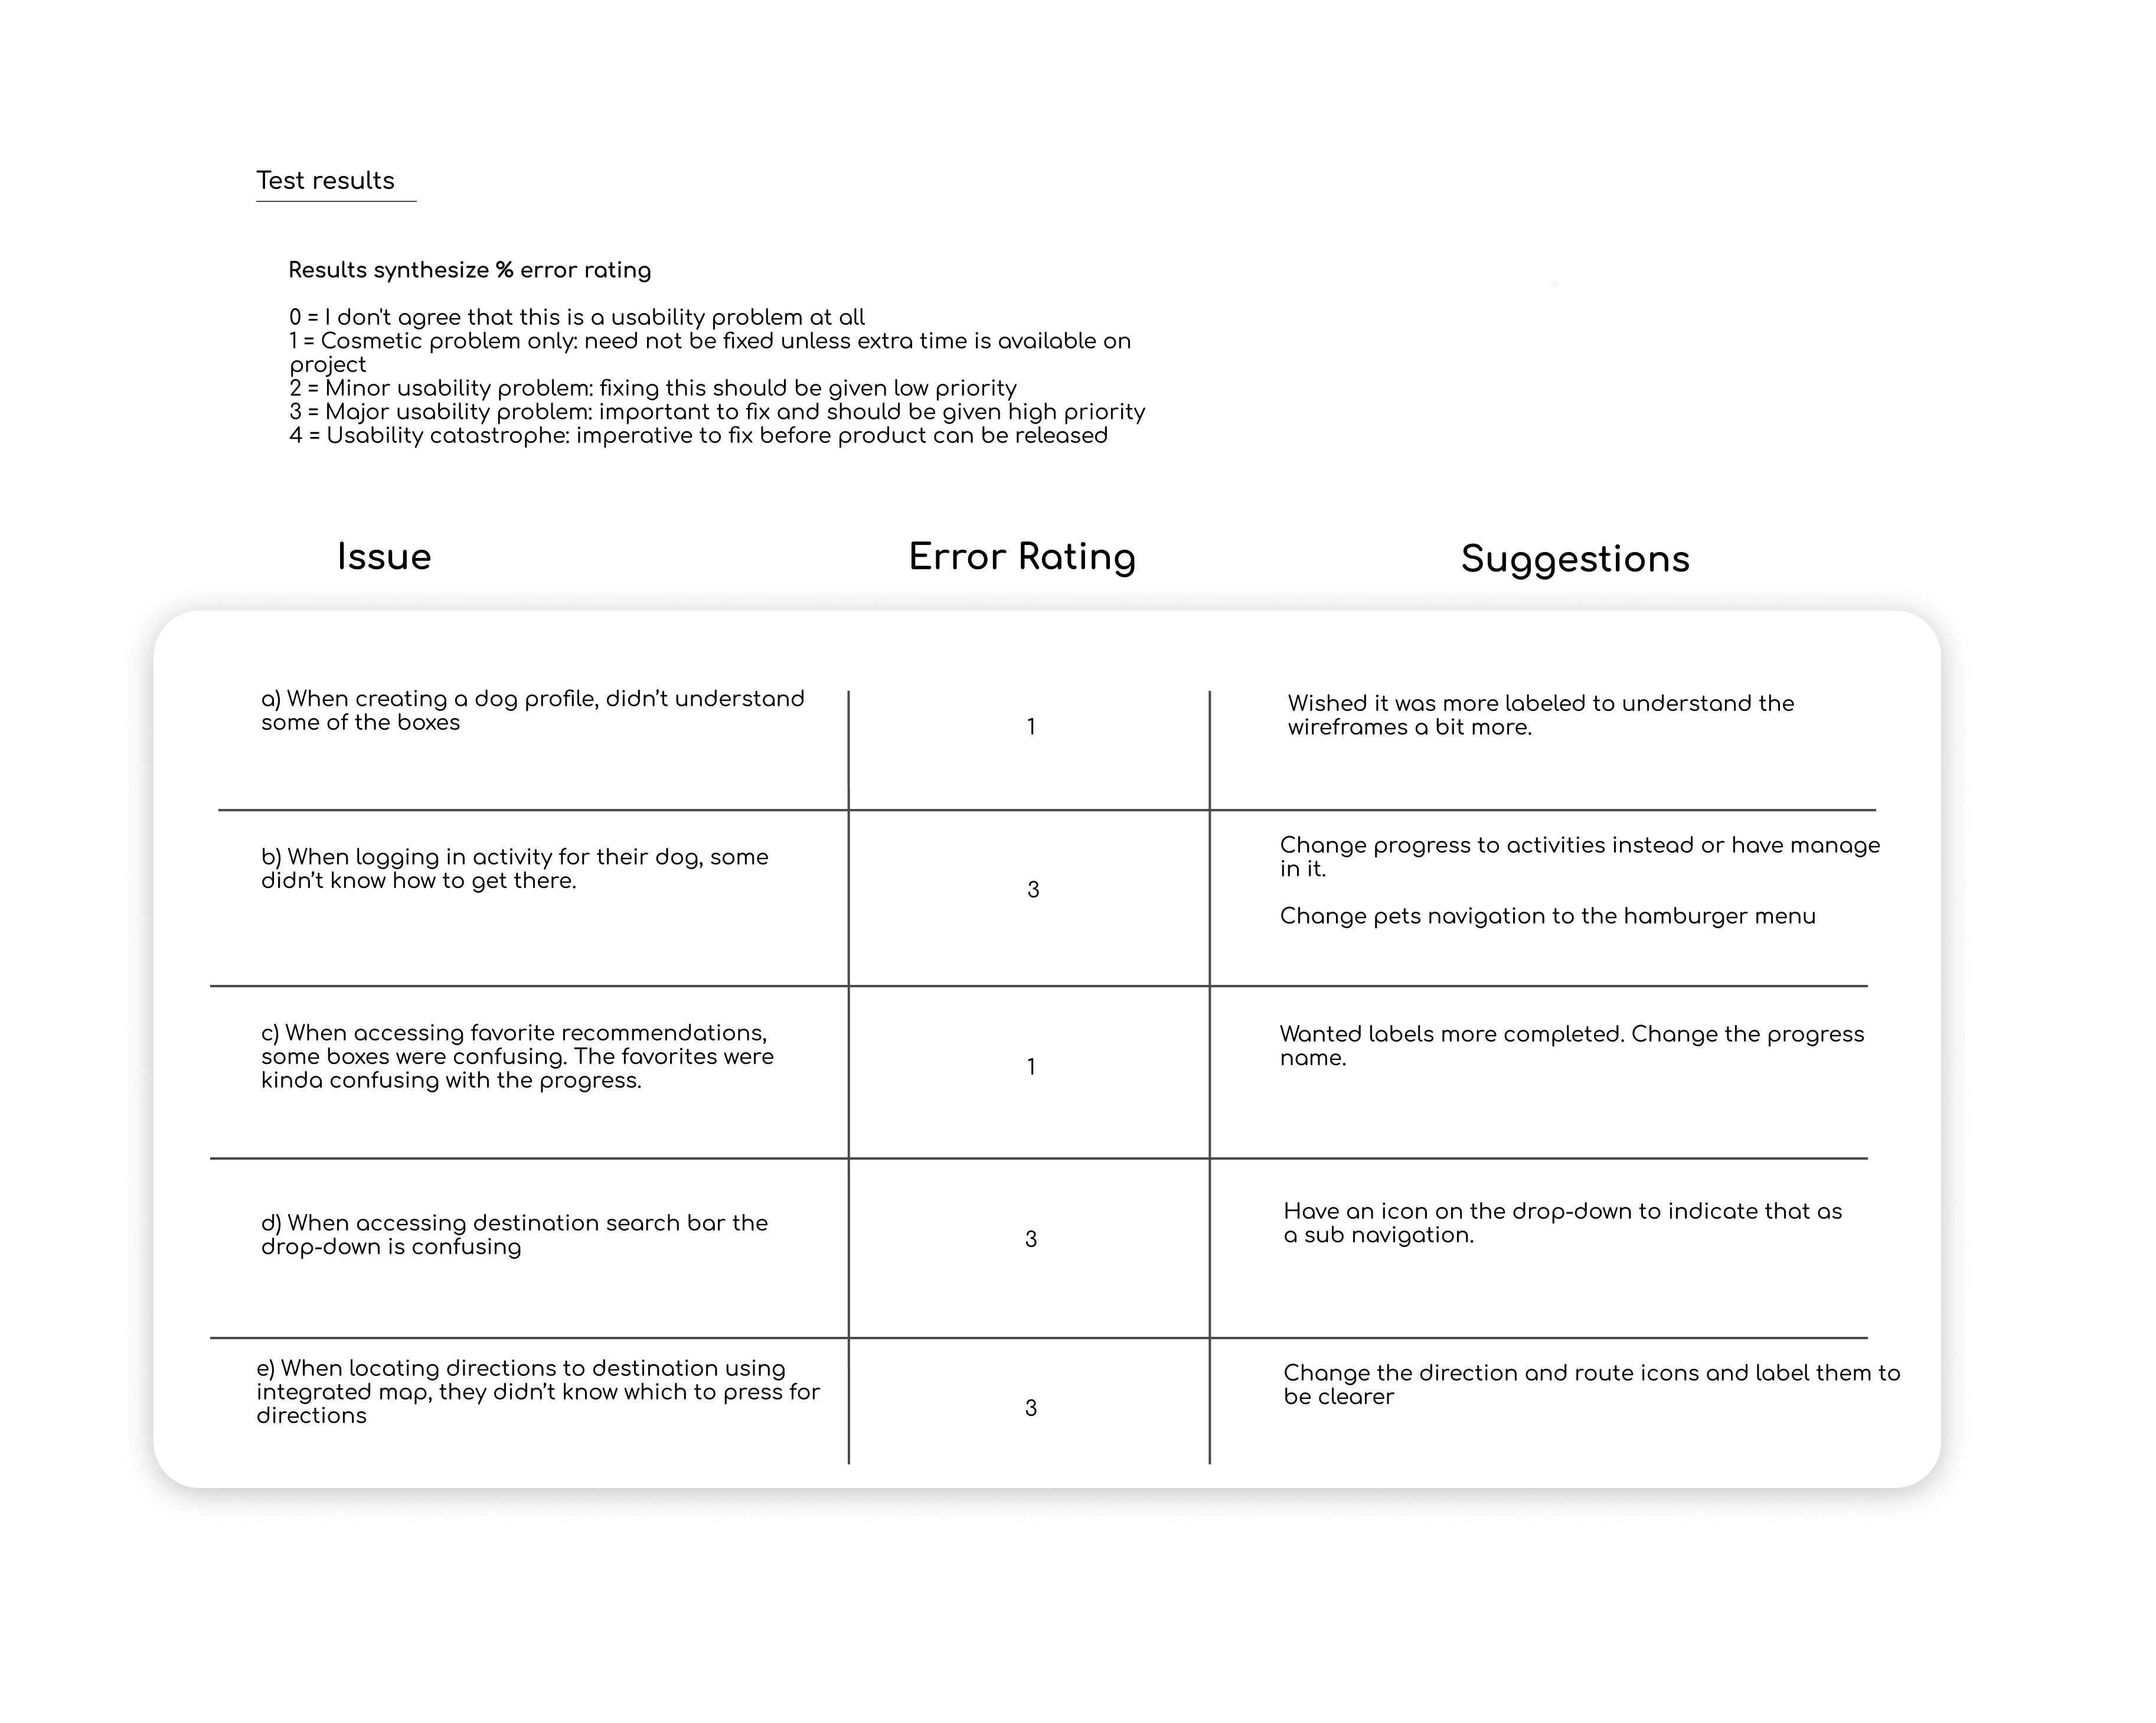 Test results
Results synthesize % error rating
0 = I don't agree that this is a usability problem at all
1 = Cosmetic problem only: need not be fixed unless extra time is available on
project
2 = Minor usability problem: fixing this should be given low priority
3 = Major usability problem: important to fix and should be given high priority
4 = Usability catastrophe: imperative to fix before product can be released
Issue
Error Rating
Suggestions
a) When creating a dog profile, didn’t understand
some of the boxes
1
Wished it was more labeled to understand the
wireframes a bit more.
b) When logging in activity for their dog, some
didn’t know how to get there.
3
Change progress to activities instead or have manage
in it.
Change pets navigation to the hamburger menu
c) When accessing favorite recommendations,
some boxes were confusing. The favorites were
kinda confusing with the progress.
1
Wanted labels more completed. Change the progress
name.
d) When accessing destination search bar the
drop-down is confusing
3
Have an icon on the drop-down to indicate that as
a sub navigation.
e) When locating directions to destination using
integrated map, they didn’t know which to press for
directions
3
Change the direction and route icons and label them to
be clearer